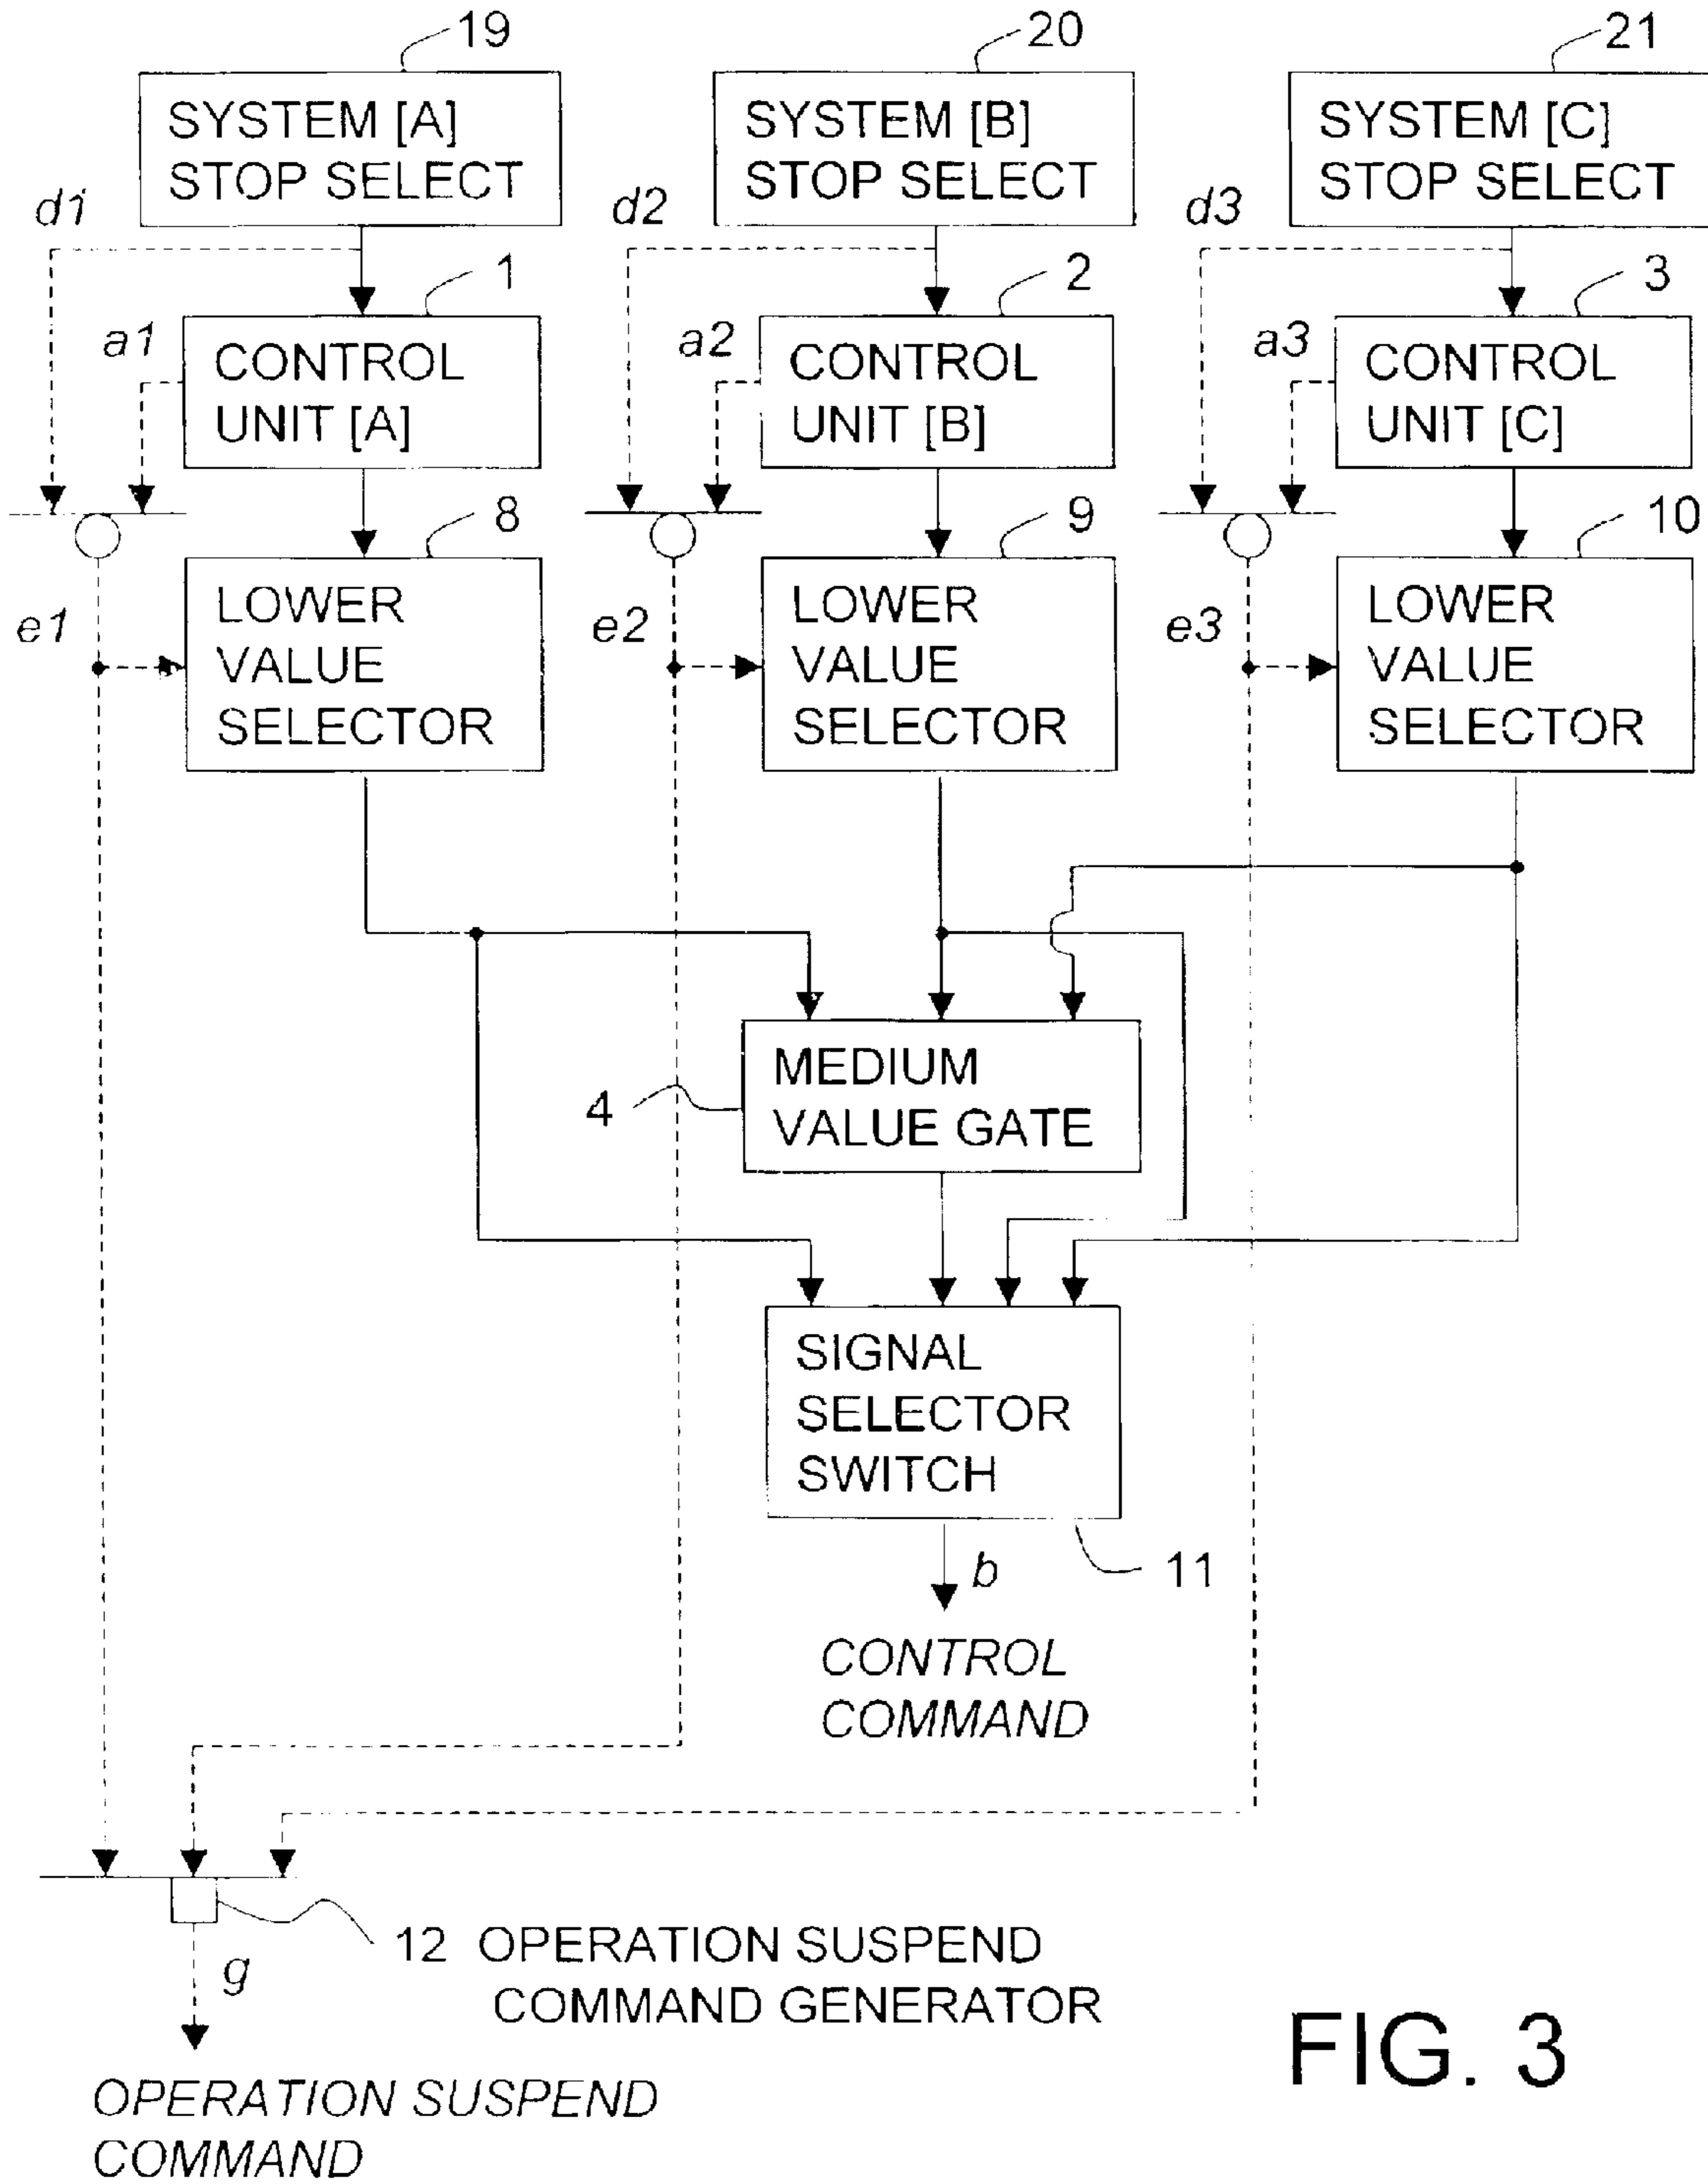 19
20
21
SYSTEM [A]
STOP SELECT
SYSTEM [B]
STOP SELECT
SYSTEM [C]
STOP SELECT
d1
d2
d3
1
2
3
a1
a2
a3
CONTROL
UNIT [A]
CONTROL
UNIT [B]
CONTROL
UNIT [C]
8
9
10
e1
e2
e3
LOWER
VALUE
SELECTOR
LOWER
VALUE
SELECTOR
LOWER
VALUE
SELECTOR
4
MEDIUM
VALUE GATE
SIGNAL
SELECTOR
SWITCH
b
11
CONTROL
COMMAND
12 OPERATION SUSPEND
COMMAND GENERATOR
g
OPERATION SUSPEND
COMMAND
FIG. 3